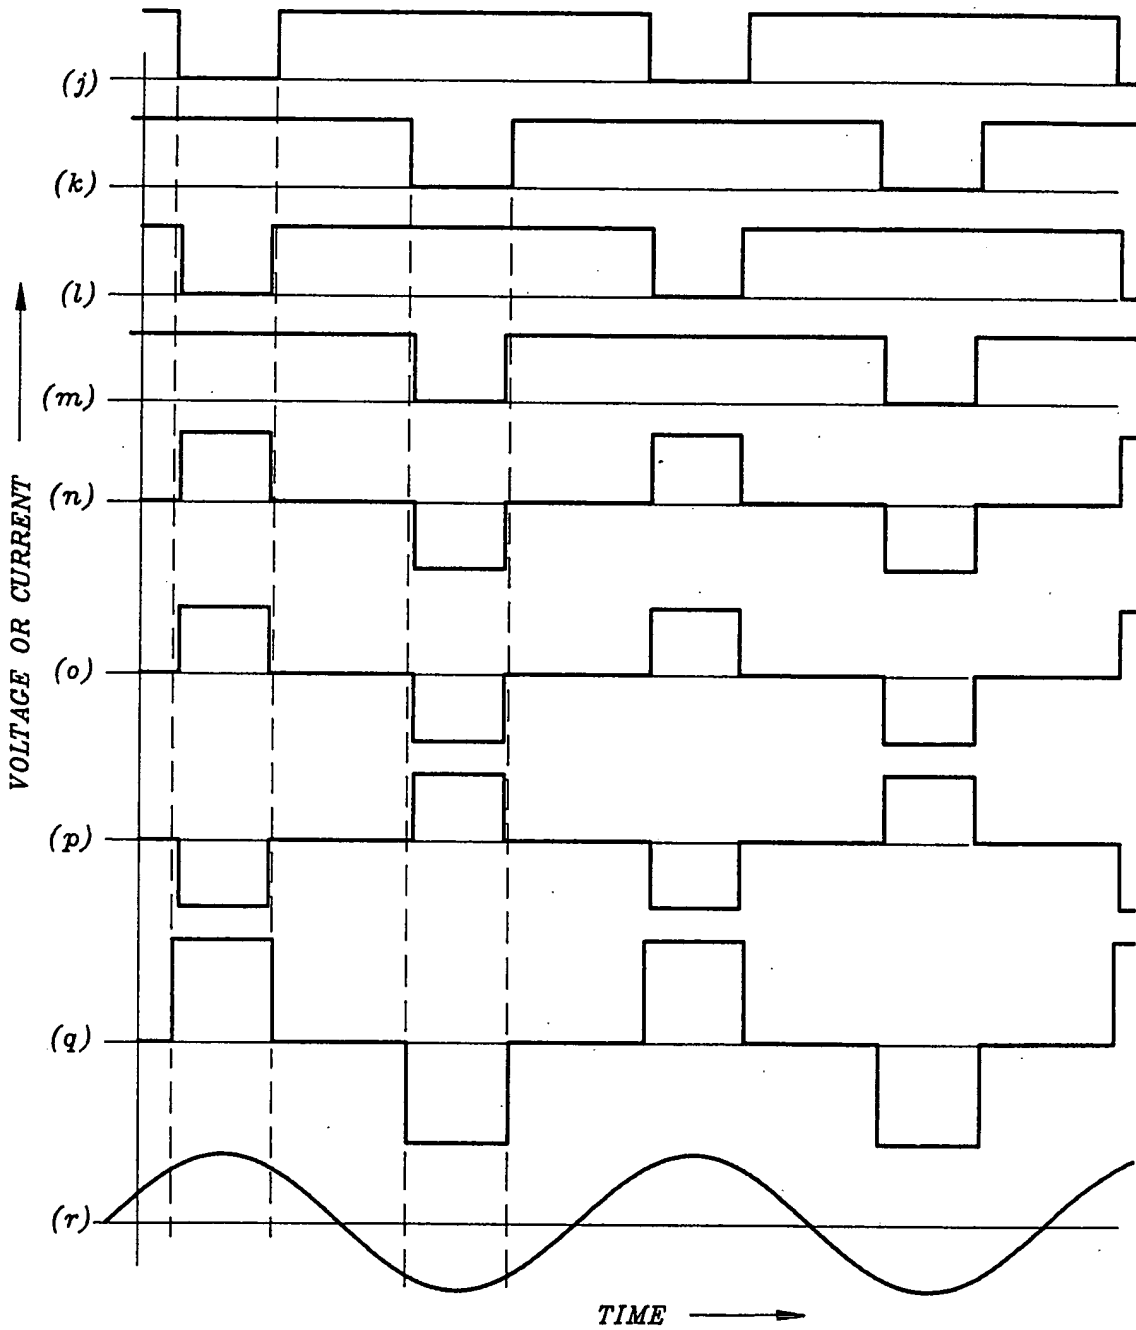 (j)
(k)
(l)
(m)
(n)
(o)
(p)
(q)
(r)
VOLTAGE OR CURRENT
TIME